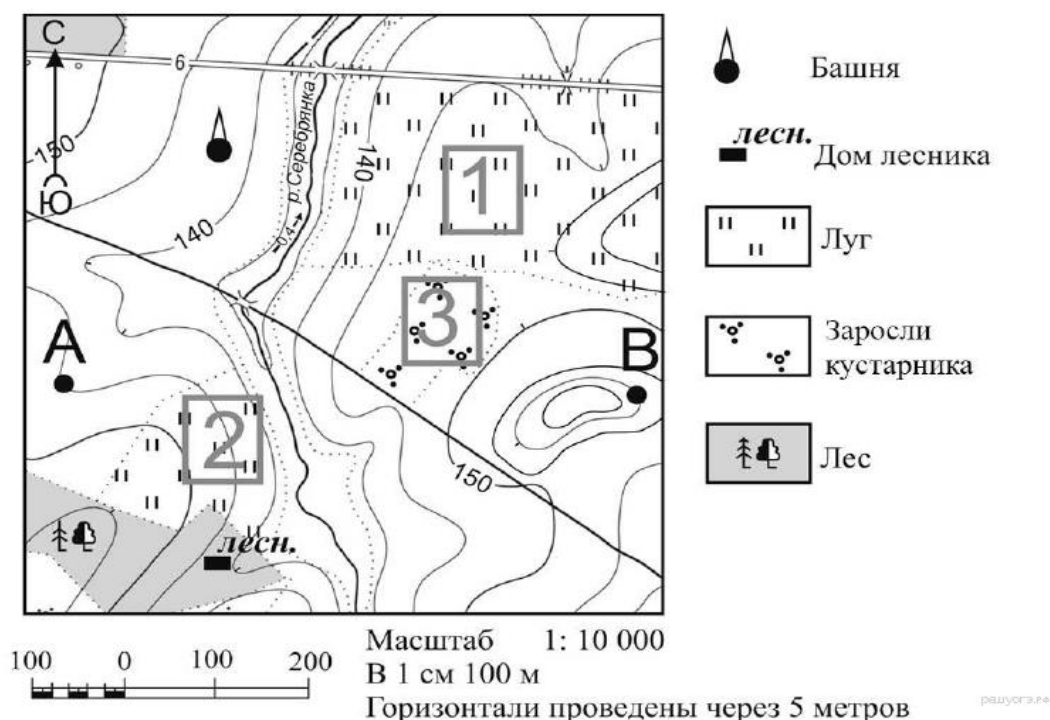 С
6
Ю
150
140
р. Серебрянка
0,4
140
1
А
3
В
2
150
лесн.
Башня
лесн.
Дом лесника
Луг
Заросли
кустарника
Лес
100 0 100 200
Масштаб 1: 10 000
В 1 см 100 м
Горизонтали проведены через 5 метров
решуогэ.рф